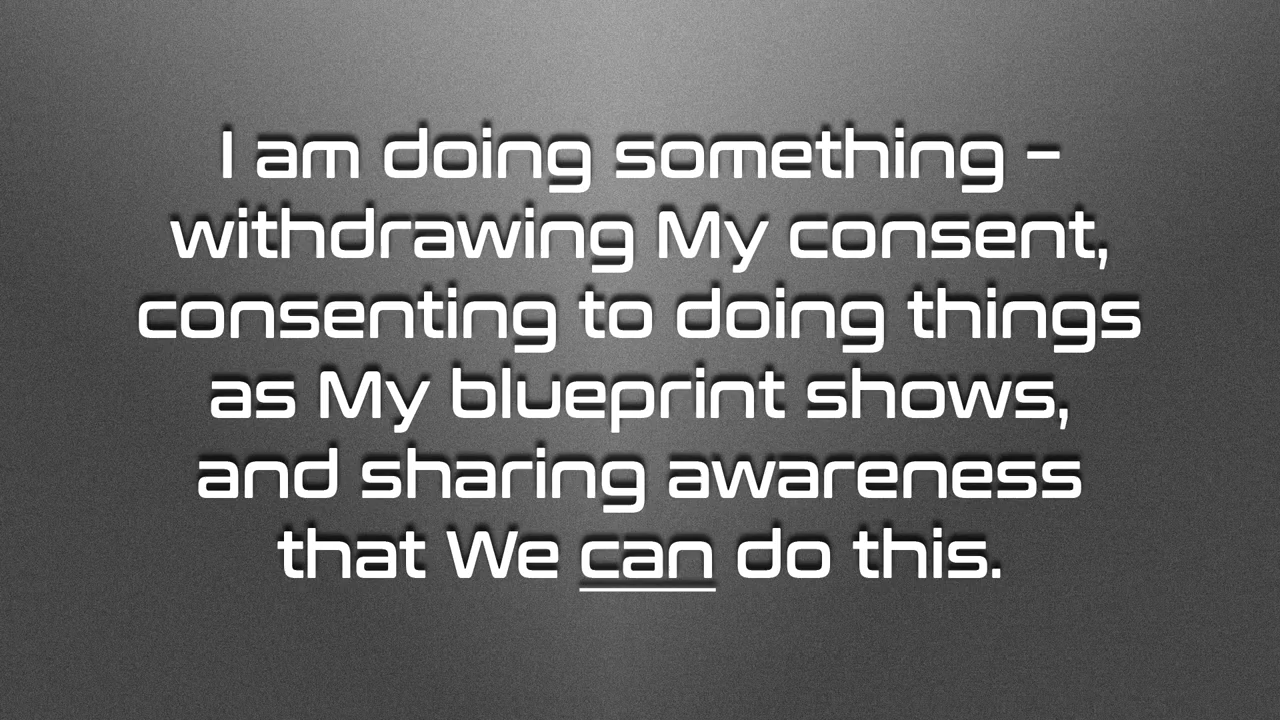 I am doing something –
withdrawing My consent,
consenting to doing things
as My blueprint shows,
and sharing awareness
that We can do this.